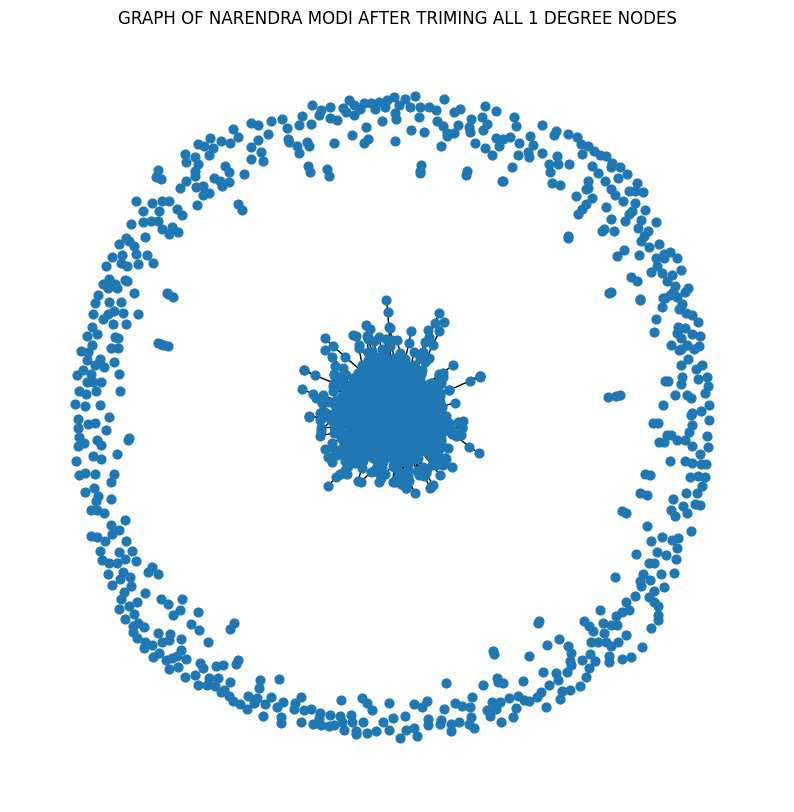 GRAPH OF NARENDRA MODI AFTER TRIMING ALL 1 DEGREE NODES